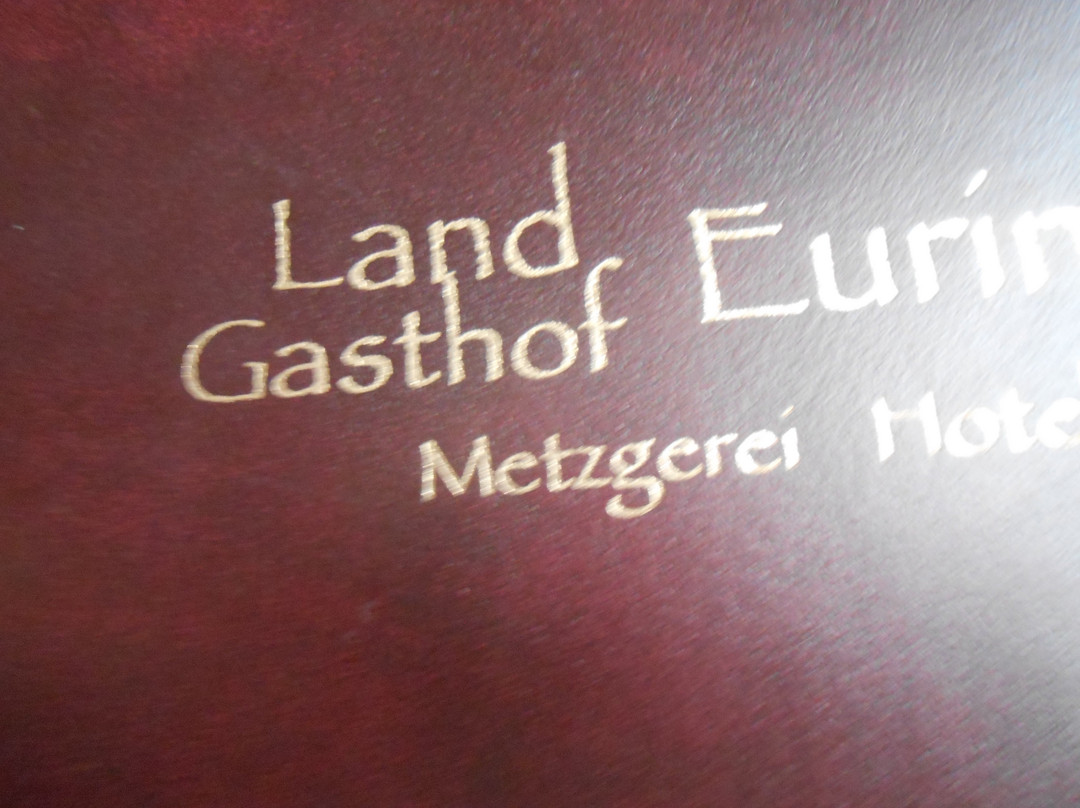 Land
Gasthof Eurin
Metzgerei Hote